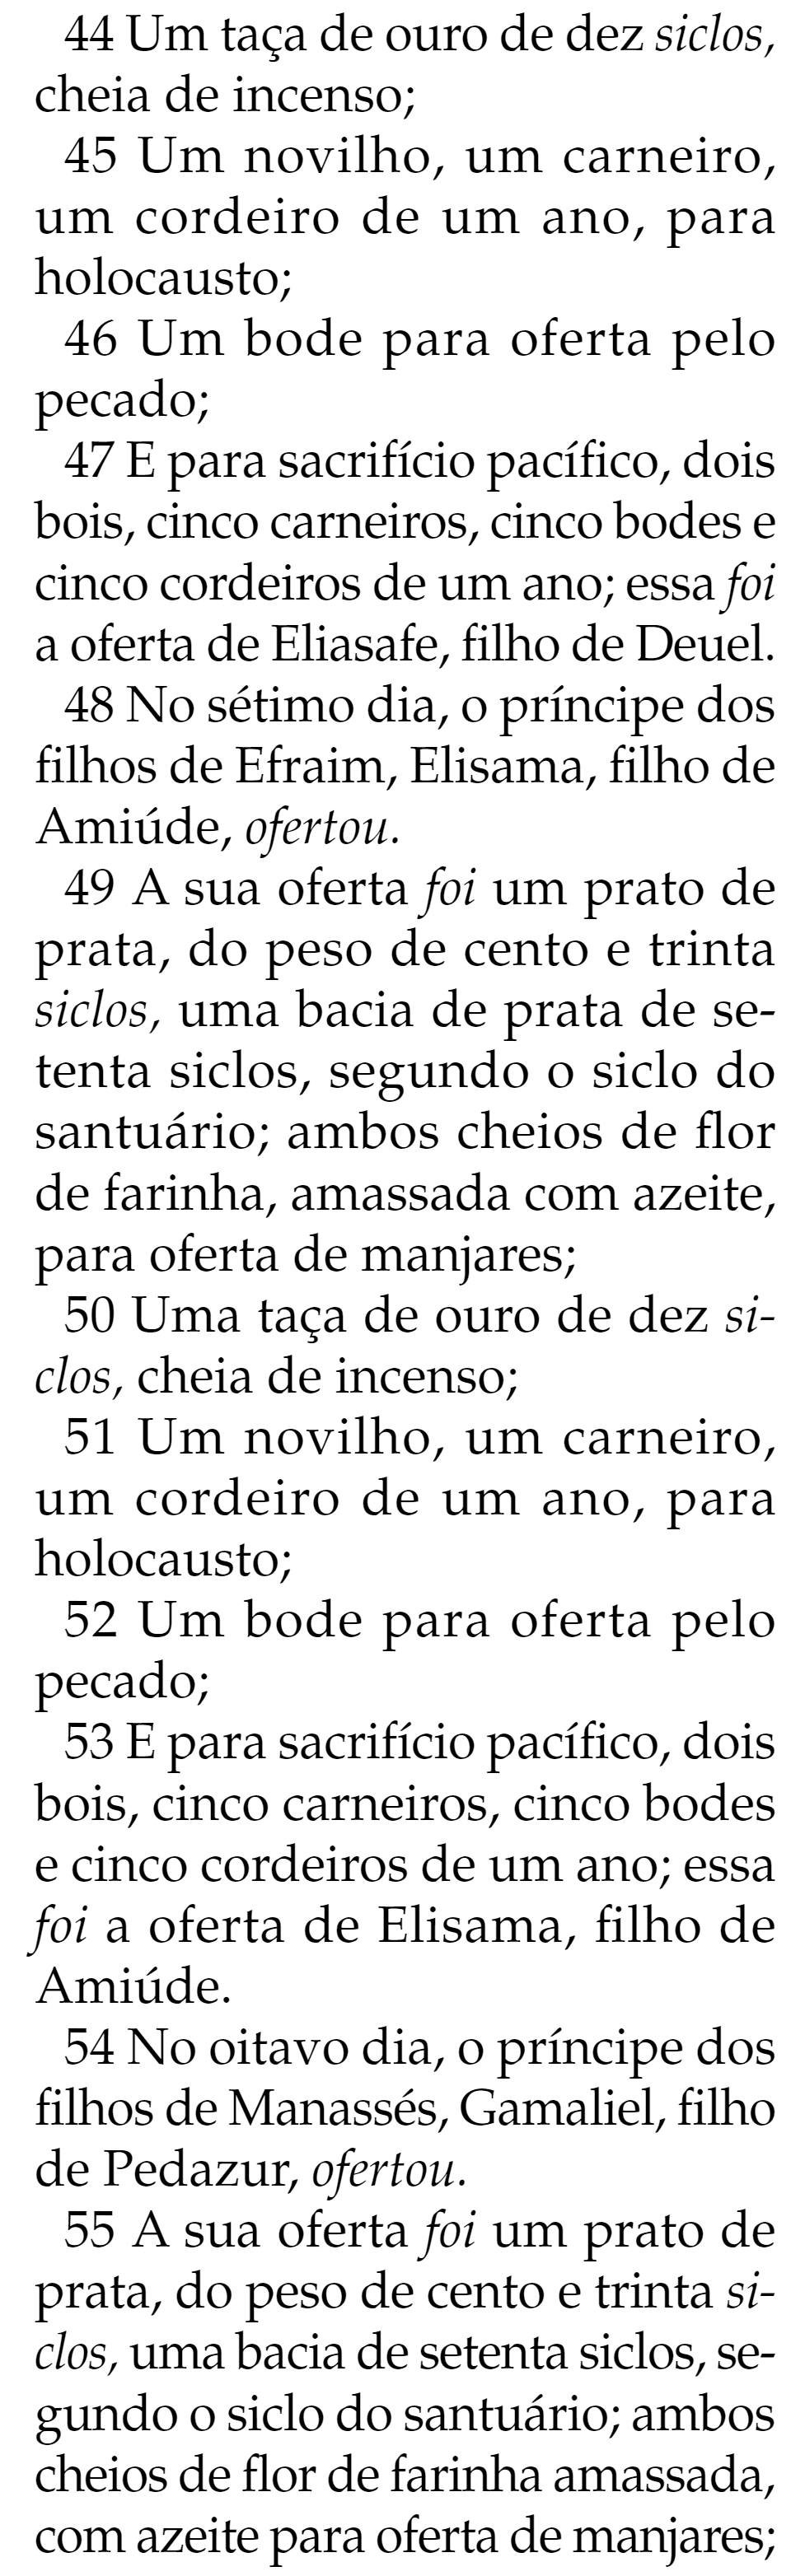 44 Um taça de ouro de dez siclos,
cheia de incenso;
45 Um novilho, um carneiro,
um cordeiro de um ano, para
holocausto;
46 Um bode para oferta pelo
pecado;
47 E para sacrifício pacífico, dois
bois, cinco carneiros, cinco bodes e
cinco cordeiros de um ano; essa foi
a oferta de Eliasafe, filho de Deuel.
48 No sétimo dia, o príncipe dos
filhos de Efraim, Elisama, filho de
Amiúde, ofertou.
49 A sua oferta foi um prato de
prata, do peso de cento e trinta
siclos, uma bacia de prata de se-
tenta siclos, segundo o siclo do
santuário; ambos cheios de flor
de farinha, amassada com azeite,
para oferta de manjares;
50 Uma taça de ouro de dez si-
clos, cheia de incenso;
51 Um novilho, um carneiro,
um cordeiro de um ano, para
holocausto;
52 Um bode para oferta pelo
pecado;
53 E para sacrifício pacífico, dois
bois, cinco carneiros, cinco bodes
e cinco cordeiros de um ano; essa
foi a oferta de Elisama, filho de
Amiúde.
54 No oitavo dia, o príncipe dos
filhos de Manassés, Gamaliel, filho
de Pedazur, ofertou.
55 A sua oferta foi um prato de
prata, do peso de cento e trinta si-
clos, uma bacia de setenta siclos, se-
gundo o siclo do santuário; ambos
cheios de flor de farinha amassada,
com azeite para oferta de manjares;